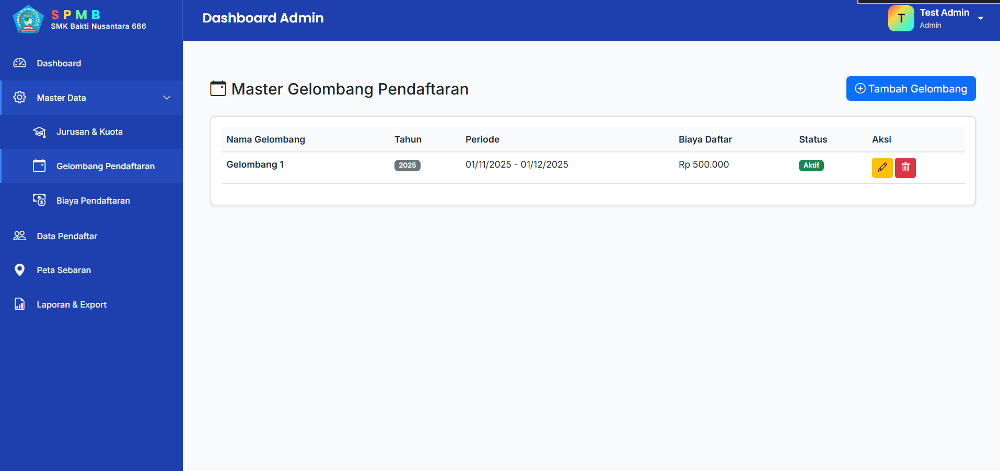 S P M B
SMK Bakti Nusantara 666
Dashboard Admin
T
Test Admin
Admin
Dashboard
Master Data
Jurusan & Kuota
Gelombang Pendaftaran
Biaya Pendaftaran
Data Pendaftar
Peta Sebaran
Laporan & Export
Master Gelombang Pendaftaran
Tambah Gelombang
Nama Gelombang Tahun Periode Biaya Daftar Status Aksi
Gelombang 1 2025 01/11/2025 - 01/12/2025 Rp 500.000 Aktif